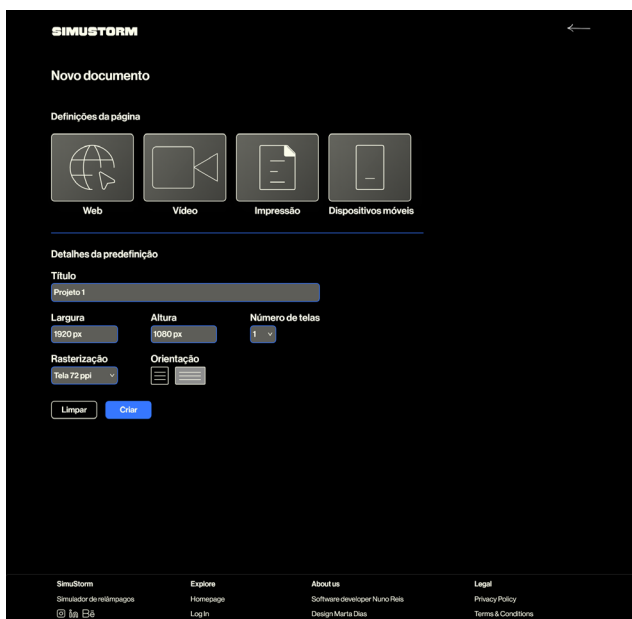 SIMUSTORM
Novo documento
Definições da página
Web Vídeo Impressão Dispositivos móveis
Detalhes da predefinição
Título
Projeto 1
Largura Altura Número de telas
1920 px 1080 px 1
Rasterização Orientação
Tela 72 ppi
Limpar Criar
SimuStorm Explore About us Legal
Simulador de relâmpagos Homepage Software developer Nuno Reis Privacy Policy
in Bē Log In Design Marta Dias Terms & Conditions